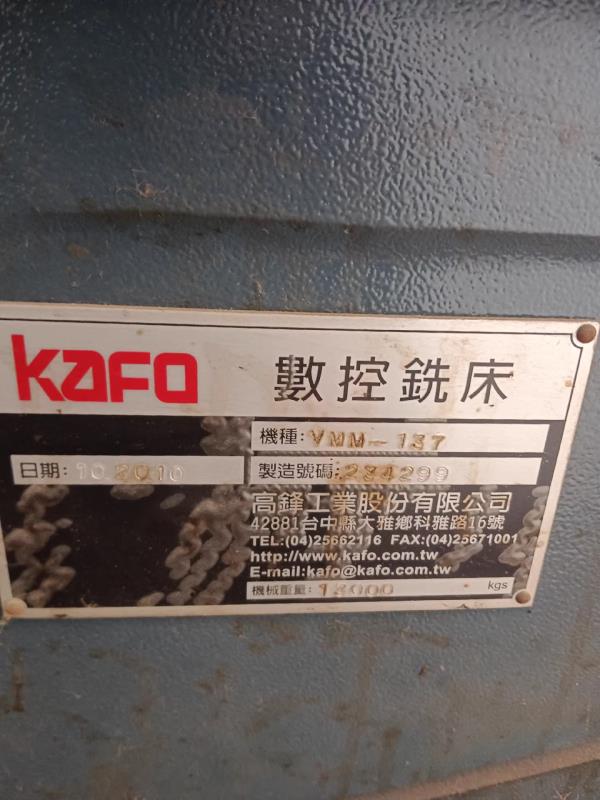 kaFo 數控銑床
機種: VMM-137
日期: 10.2010 製造號碼: 234299
高鋒工業股份有限公司
42881台中縣大雅鄉科雅路16號
TEL:(04)25662116 FAX:(04)25671001
http://www.kafo.com.tw
E-mail:kafo@kafo.com.tw
機械重量: 13000 kgs